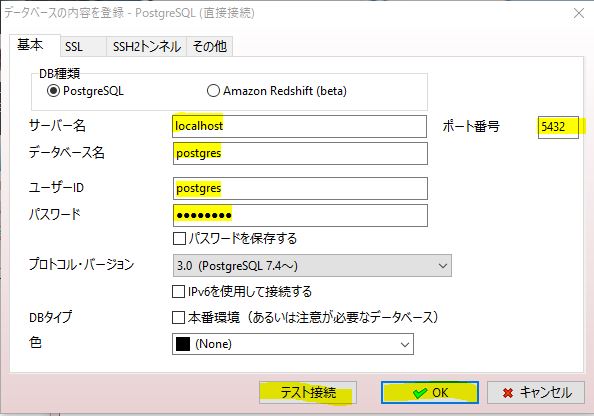 データベースの内容を登録 - PostgreSQL (直接接続)
基本 SSL SSH2トンネル その他
DB種類
PostgreSQL Amazon Redshift (beta)
サーバー名 localhost ポート番号 5432
データベース名 postgres
ユーザーID postgres
パスワード ●●●●●●●●
パスワードを保存する
プロトコル・バージョン 3.0 (PostgreSQL 7.4～)
IPv6を使用して接続する
DBタイプ 本番環境（あるいは注意が必要なデータベース）
色 (None)
テスト接続 OK キャンセル